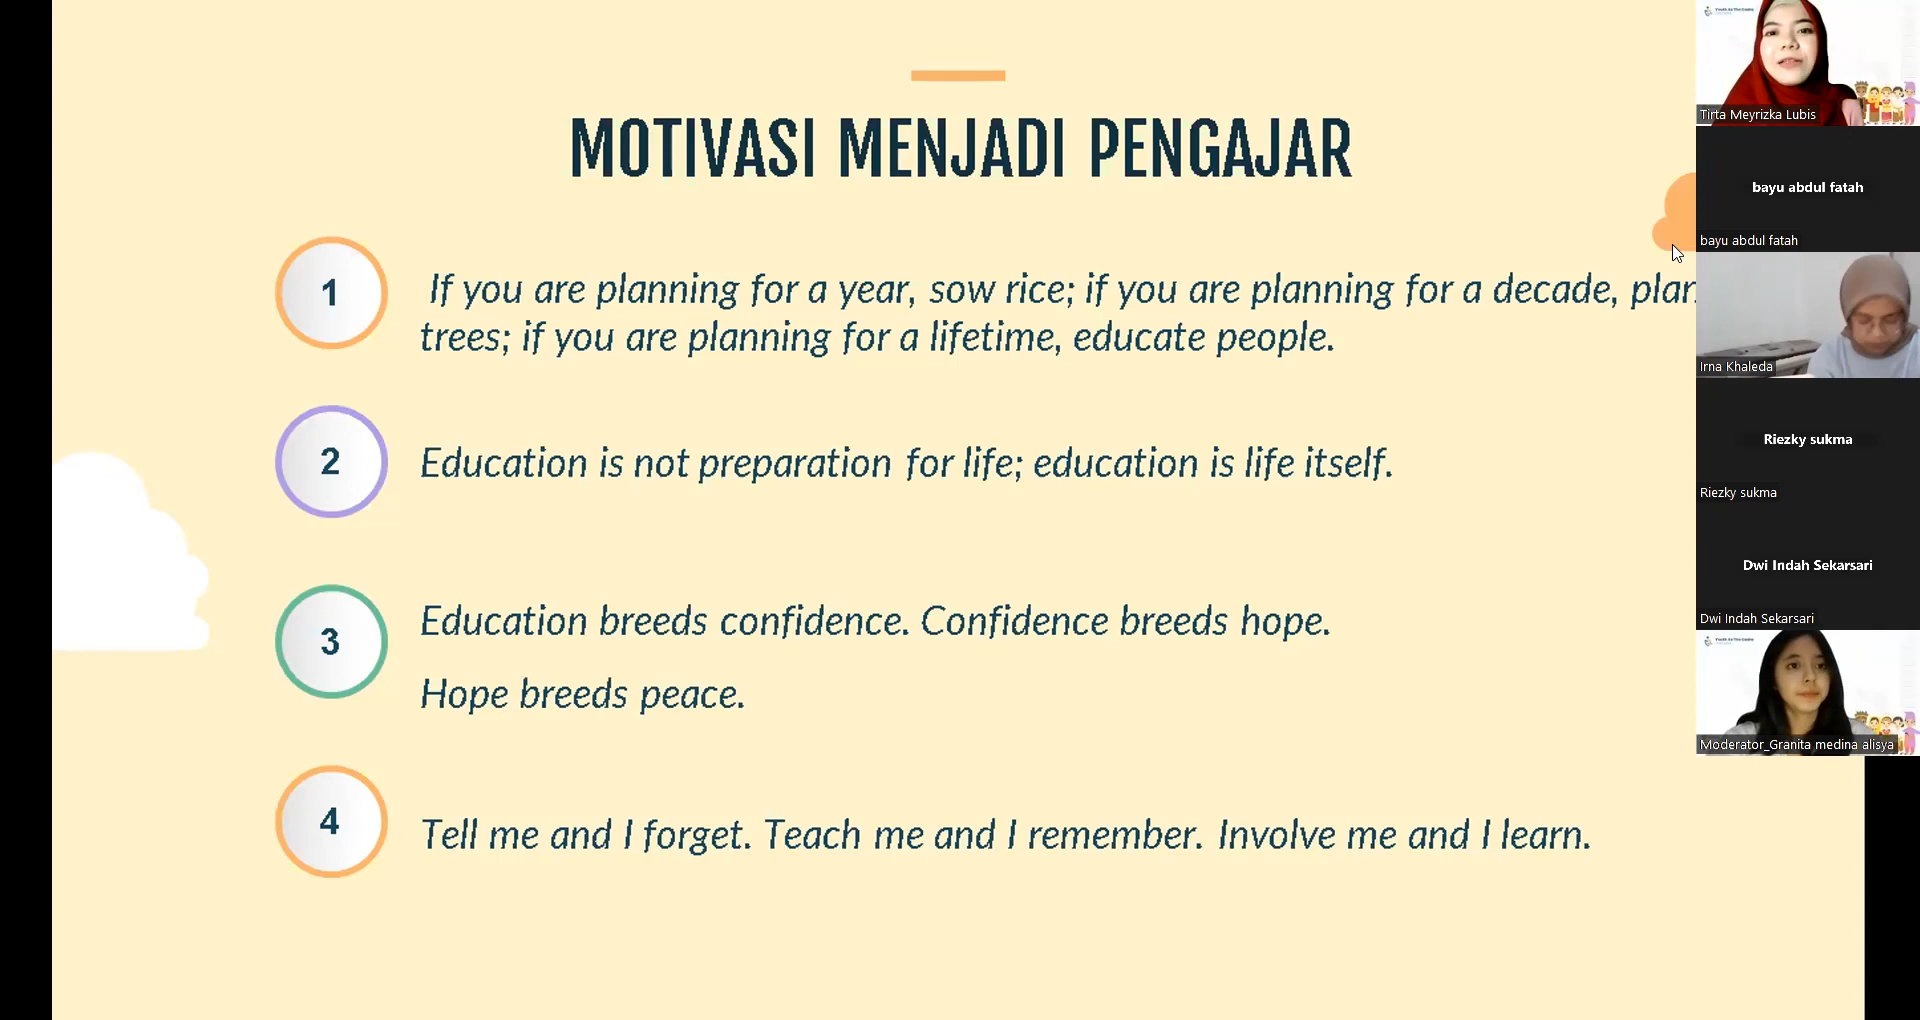 MOTIVASI MENJADI PENGAJAR
1
If you are planning for a year, sow rice; if you are planning for a decade,
trees; if you are planning for a lifetime, educate people.
2
Education is not preparation for life; education is life itself.
3
Education breeds confidence. Confidence breeds hope.
Hope breeds peace.
4
Tell me and I forget. Teach me and I remember. Involve me and I learn.
Tirta Meyrizka Lubis
bayu abdul fatah
bayu abdul fatah
Irna Khaleda
Riezky sukma
Riezky sukma
Dwi Indah Sekarsari
Dwi Indah Sekarsari
Moderator_Granita medina alisya